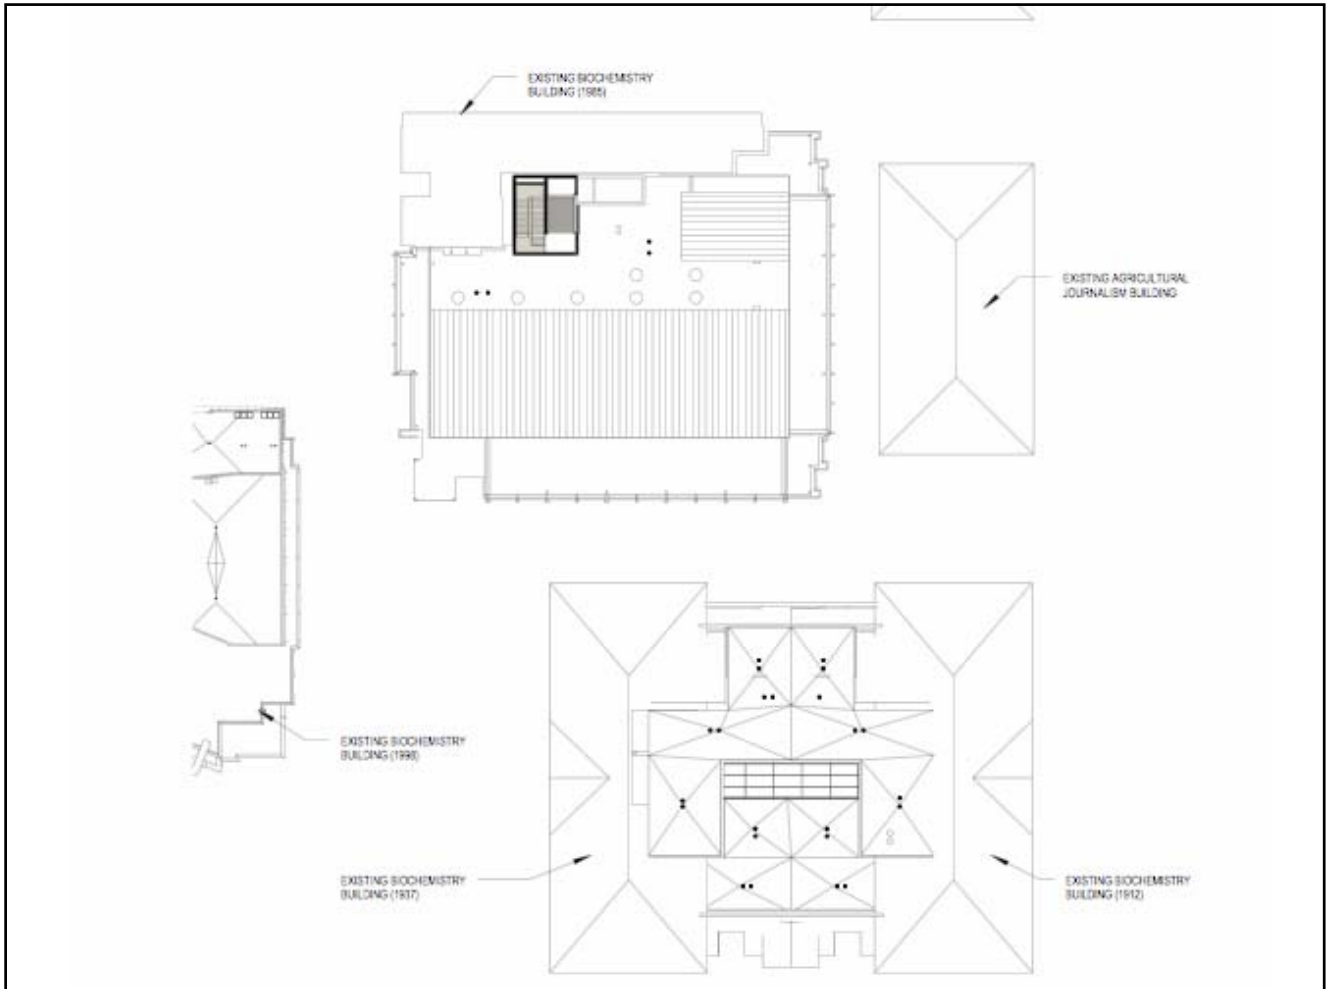 EXISTING BIOCHEMISTRY
BUILDING (1985)
EXISTING AGRICULTURAL
JOURNALISM BUILDING
EXISTING BIOCHEMISTRY
BUILDING (1998)
EXISTING BIOCHEMISTRY
BUILDING (1937)
EXISTING BIOCHEMISTRY
BUILDING (1912)